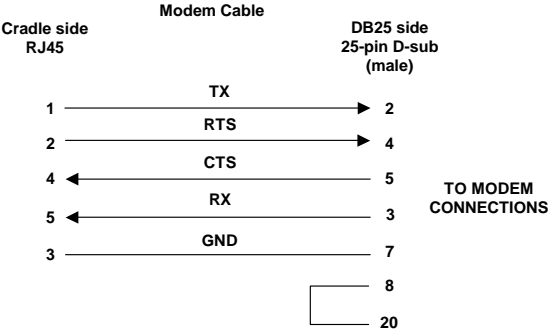 Modem Cable
Cradle side
RJ45
DB25 side
25-pin D-sub
(male)
TX
1
2
RTS
2
4
CTS
4
5
RX
5
3
GND
3
7
8
20
TO MODEM
CONNECTIONS